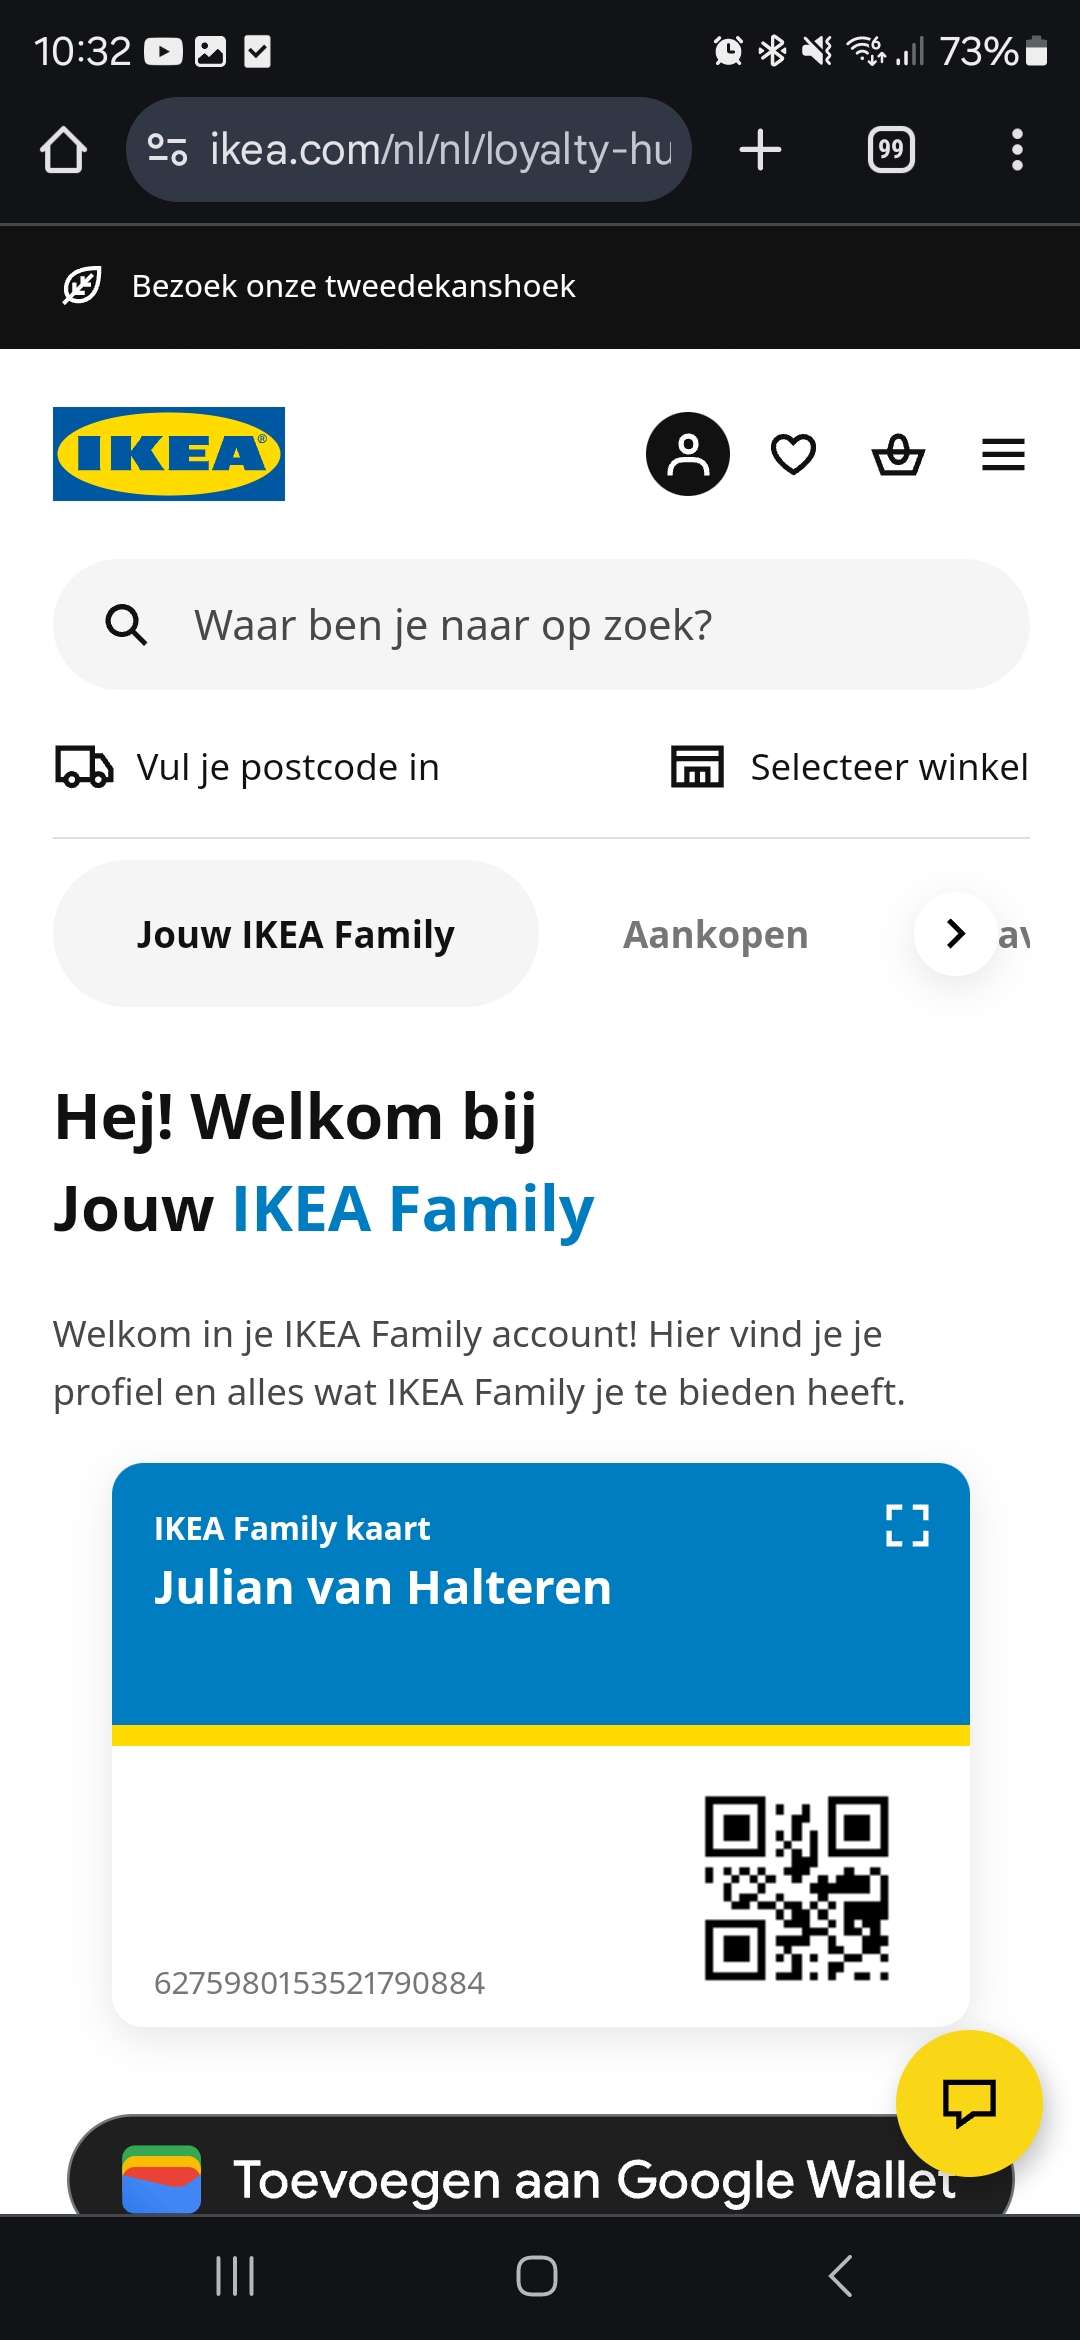 10:32
73%
ikea.com/nl/nl/loyalty-hu
99
Bezoek onze tweedekanshoek
IKEA®
Waar ben je naar op zoek?
Vul je postcode in
Selecteer winkel
Jouw IKEA Family
Aankopen
Hej! Welkom bij
Jouw IKEA Family
Welkom in je IKEA Family account! Hier vind je je
profiel en alles wat IKEA Family je te bieden heeft.
IKEA Family kaart
Julian van Halteren
6275980153521790884
Toevoegen aan Google Wallet